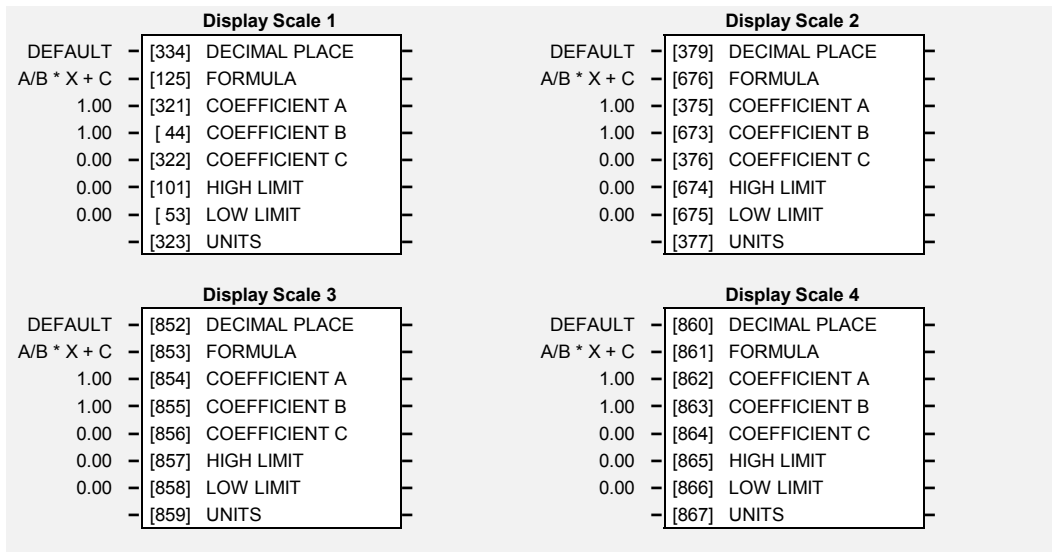 Display Scale 1
DEFAULT – [334] DECIMAL PLACE –
A/B * X + C – [125] FORMULA –
1.00 – [321] COEFFICIENT A –
1.00 – [ 44] COEFFICIENT B –
0.00 – [322] COEFFICIENT C –
0.00 – [101] HIGH LIMIT –
0.00 – [ 53] LOW LIMIT –
– [323] UNITS –
Display Scale 2
DEFAULT – [379] DECIMAL PLACE –
A/B * X + C – [676] FORMULA –
1.00 – [375] COEFFICIENT A –
1.00 – [673] COEFFICIENT B –
0.00 – [376] COEFFICIENT C –
0.00 – [674] HIGH LIMIT –
0.00 – [675] LOW LIMIT –
– [377] UNITS –
Display Scale 3
DEFAULT – [852] DECIMAL PLACE –
A/B * X + C – [853] FORMULA –
1.00 – [854] COEFFICIENT A –
1.00 – [855] COEFFICIENT B –
0.00 – [856] COEFFICIENT C –
0.00 – [857] HIGH LIMIT –
0.00 – [858] LOW LIMIT –
– [859] UNITS –
Display Scale 4
DEFAULT – [860] DECIMAL PLACE –
A/B * X + C – [861] FORMULA –
1.00 – [862] COEFFICIENT A –
1.00 – [863] COEFFICIENT B –
0.00 – [864] COEFFICIENT C –
0.00 – [865] HIGH LIMIT –
0.00 – [866] LOW LIMIT –
– [867] UNITS –